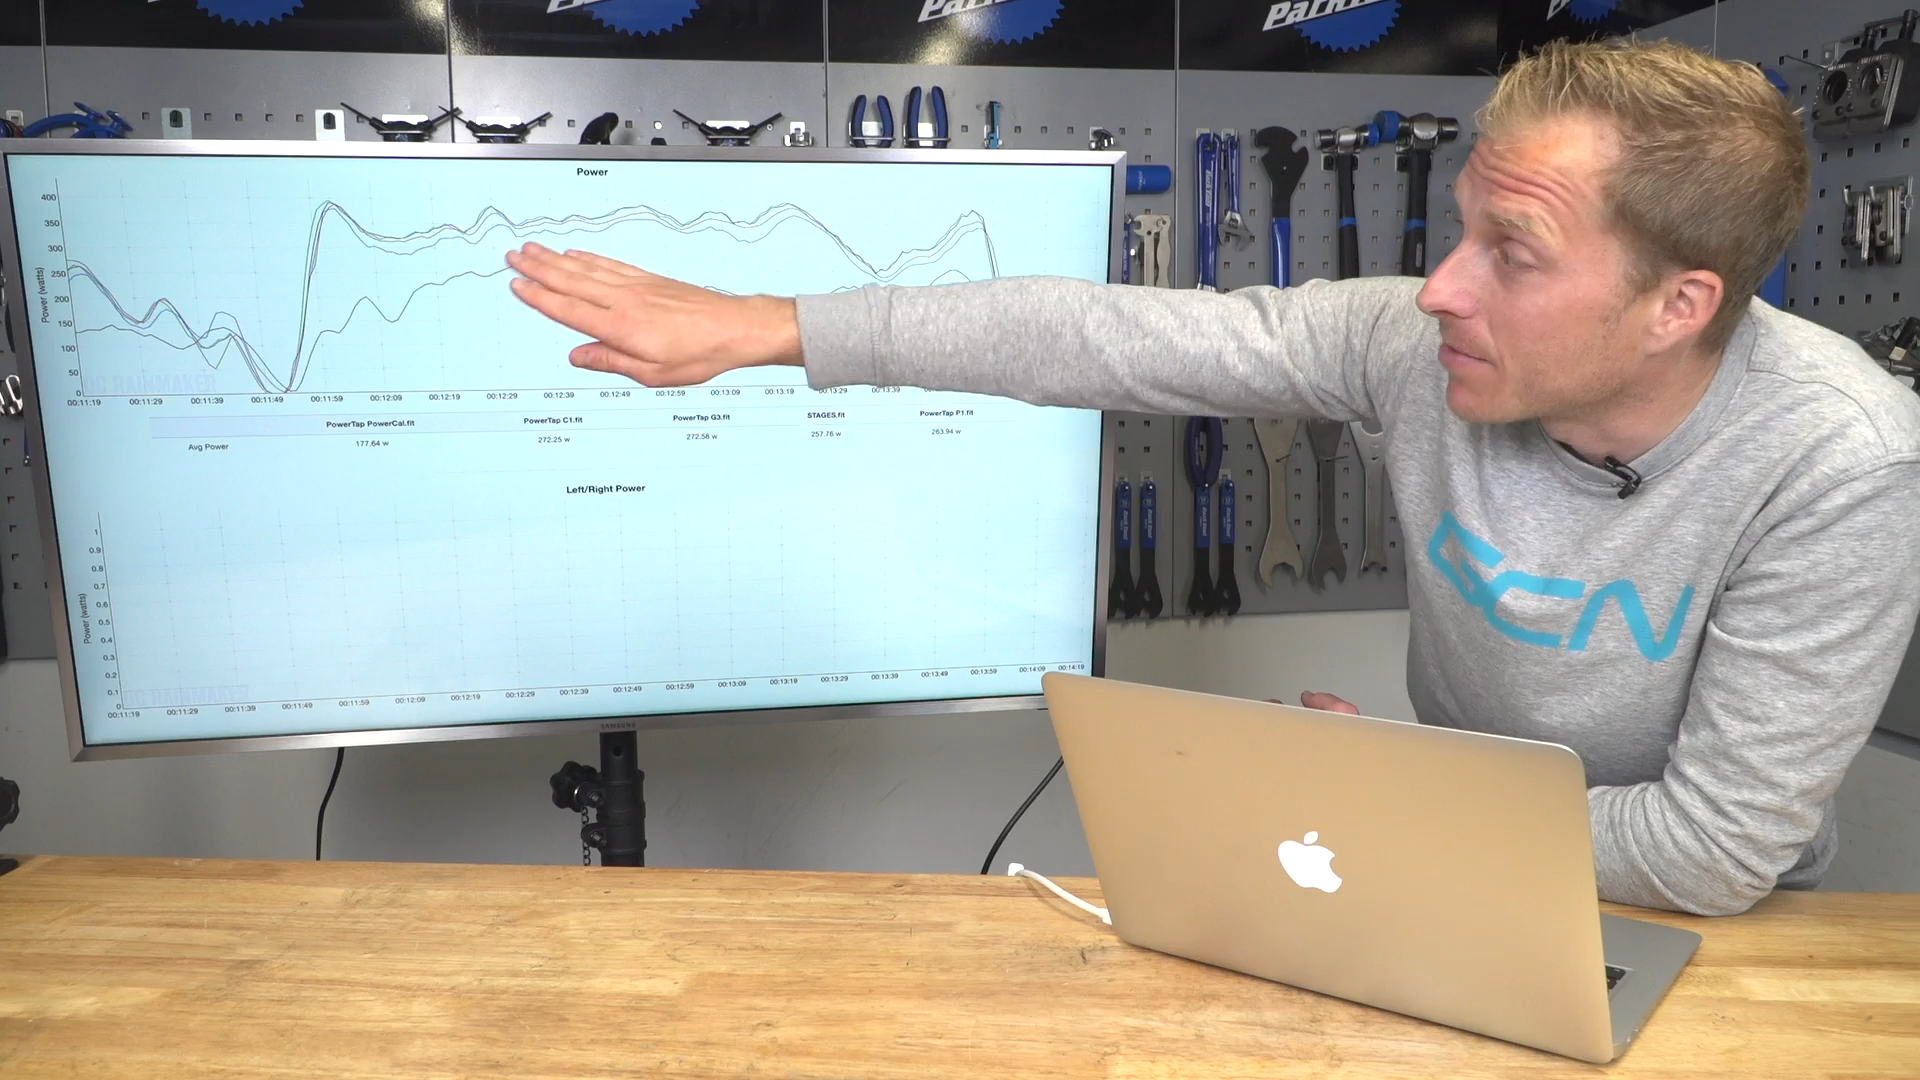 Power
400
350
300
250
200
150
100
50
0
Power (watts)
DC RAINMAKER
00:11:19 00:11:29 00:11:39 00:11:49 00:11:59 00:12:09 00:12:19 00:12:29 00:12:39 00:12:49 00:12:59 00:13:09 00:13:19 00:13:29 00:13:39
PowerTap PowerCal.fit PowerTap C1.fit PowerTap G3.fit STAGES.fit PowerTap P1.fit
Avg Power 177.64 w 272.25 w 272.58 w 257.76 w 263.94 w
Left/Right Power
1
0.9
0.8
0.7
0.6
0.5
0.4
0.3
0.2
0.1
0
Power (watts)
DC RAINMAKER
00:11:19 00:11:29 00:11:39 00:11:49 00:11:59 00:12:09 00:12:19 00:12:29 00:12:39 00:12:49 00:12:59 00:13:09 00:13:19 00:13:29 00:13:39 00:13:49 00:13:59 00:14:09 00:14:19
SAMSUNG
GCN